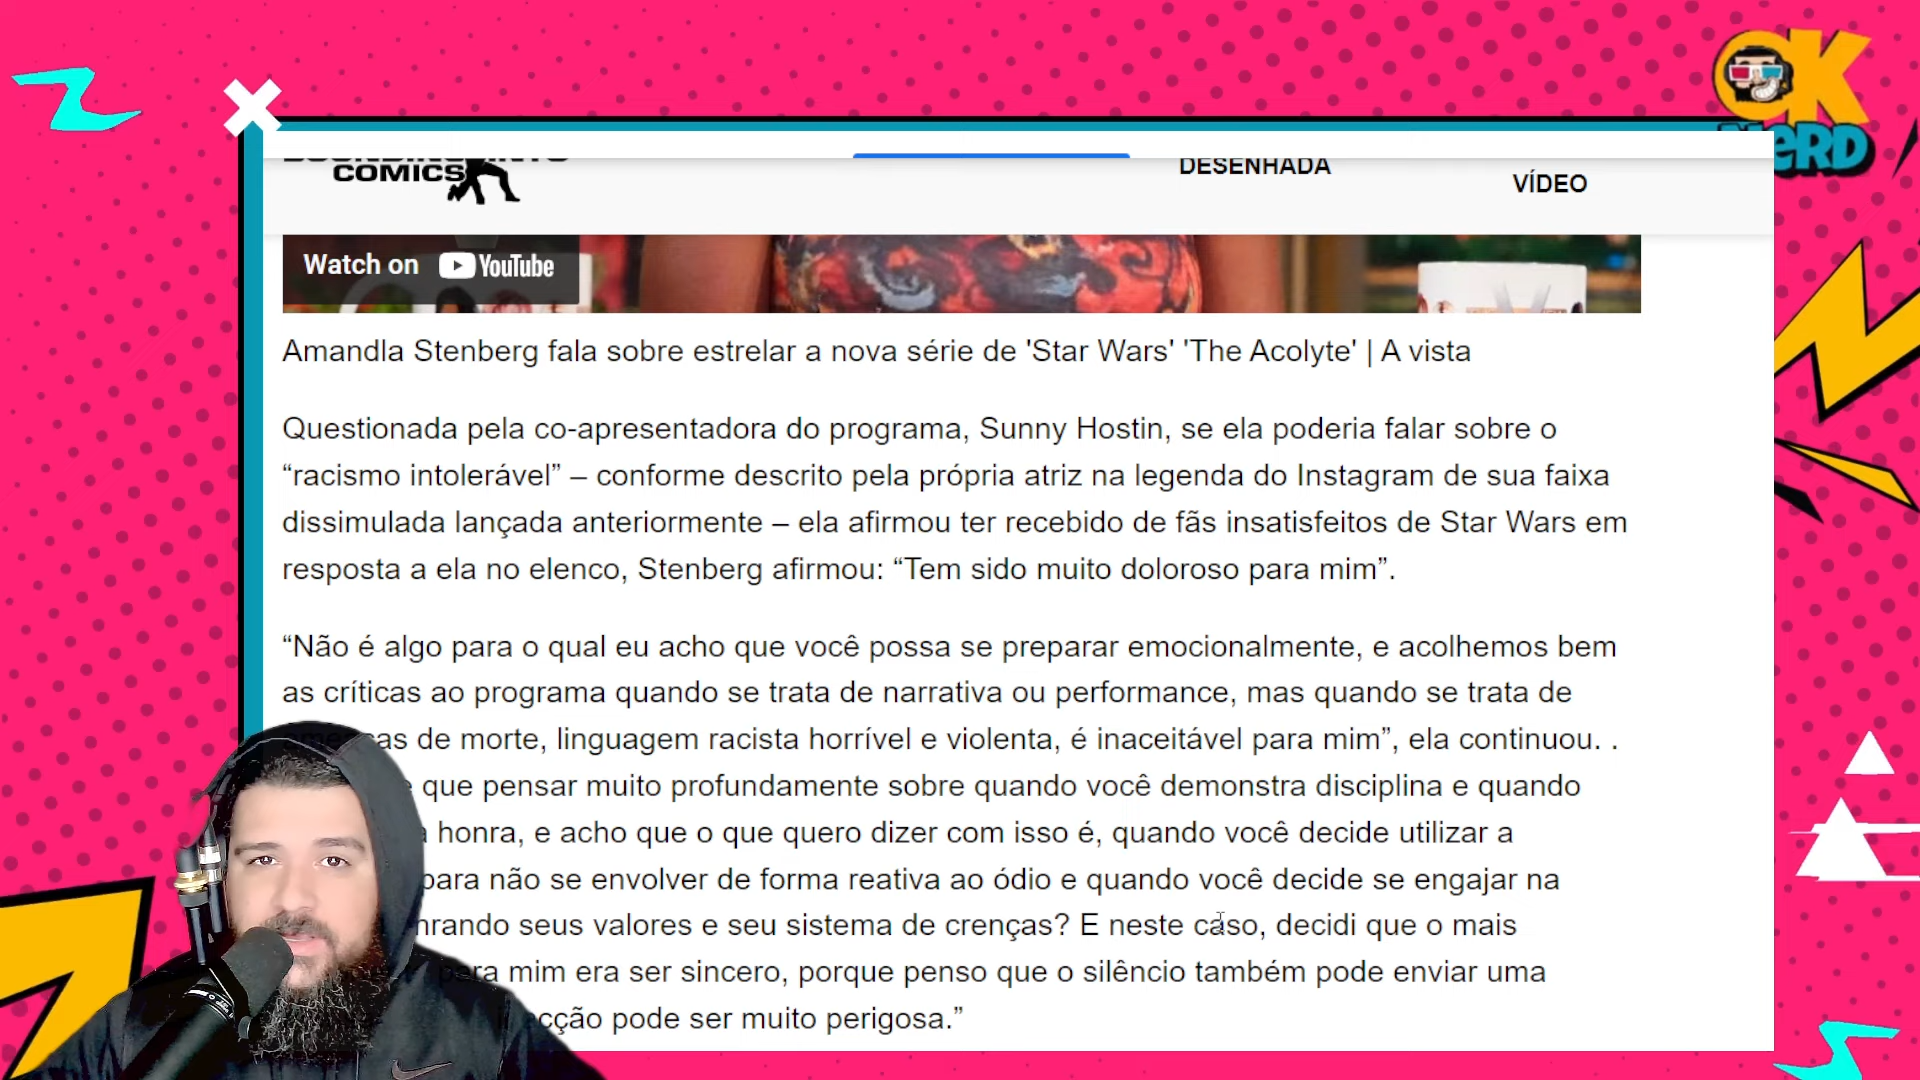 OK
NERD
COMICS
DESENHADA
VÍDEO
Watch on YouTube
Amandla Stenberg fala sobre estrelar a nova série de 'Star Wars' 'The Acolyte' | A vista
Questionada pela co-apresentadora do programa, Sunny Hostin, se ela poderia falar sobre o
“racismo intolerável” – conforme descrito pela própria atriz na legenda do Instagram de sua faixa
dissimulada lançada anteriormente – ela afirmou ter recebido de fãs insatisfeitos de Star Wars em
resposta a ela no elenco, Stenberg afirmou: “Tem sido muito doloroso para mim”.
“Não é algo para o qual eu acho que você possa se preparar emocionalmente, e acolhemos bem
as críticas ao programa quando se trata de narrativa ou performance, mas quando se trata de
de morte, linguagem racista horrível e violenta, é inaceitável para mim”, ela continuou. .
que pensar muito profundamente sobre quando você demonstra disciplina e quando
honra, e acho que o que quero dizer com isso é, quando você decide utilizar a
para não se envolver de forma reativa ao ódio e quando você decide se engajar na
seus valores e seu sistema de crenças? E neste caso, decidi que o mais
para mim era ser sincero, porque penso que o silêncio também pode enviar uma
pode ser muito perigosa.”